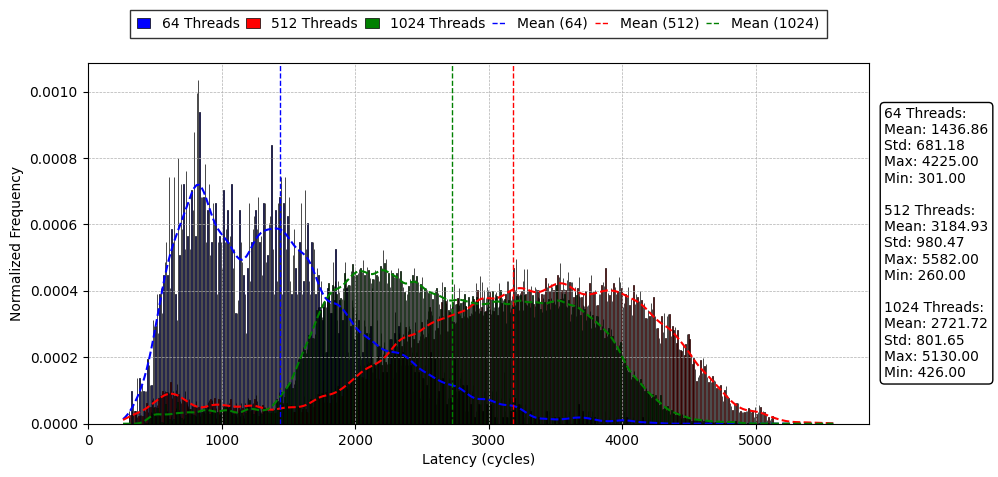 64 Threads 512 Threads 1024 Threads Mean (64) Mean (512) Mean (1024)
0.0010
0.0008
0.0006
0.0004
0.0002
0.0000
Normalized Frequency
0 1000 2000 3000 4000 5000
Latency (cycles)
64 Threads:
Mean: 1436.86
Std: 681.18
Max: 4225.00
Min: 301.00
512 Threads:
Mean: 3184.93
Std: 980.47
Max: 5582.00
Min: 260.00
1024 Threads:
Mean: 2721.72
Std: 801.65
Max: 5130.00
Min: 426.00